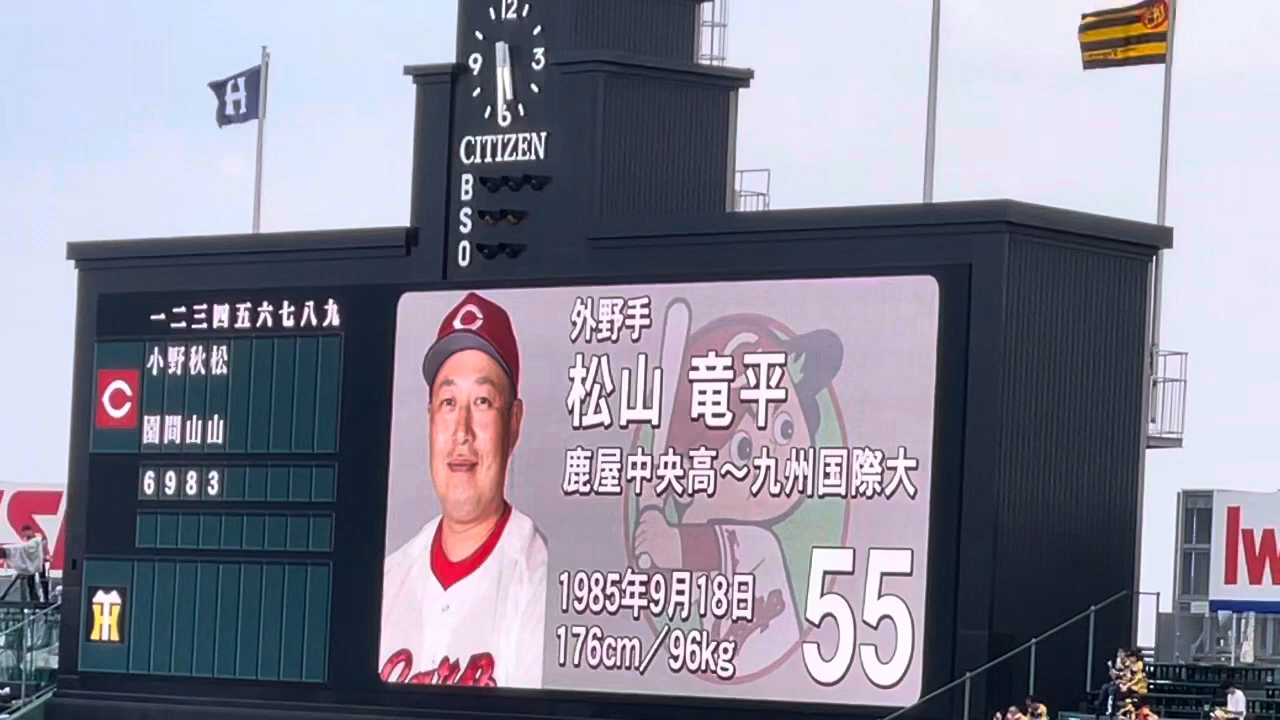 H
12
9
3
6
CITIZEN
B
S
O
一二三四五六七八九
C
小野秋松
園間山山
6983
外野手
松山 竜平
鹿屋中央高～九州国際大
1985年9月18日
176cm／96kg
55
C
Iw